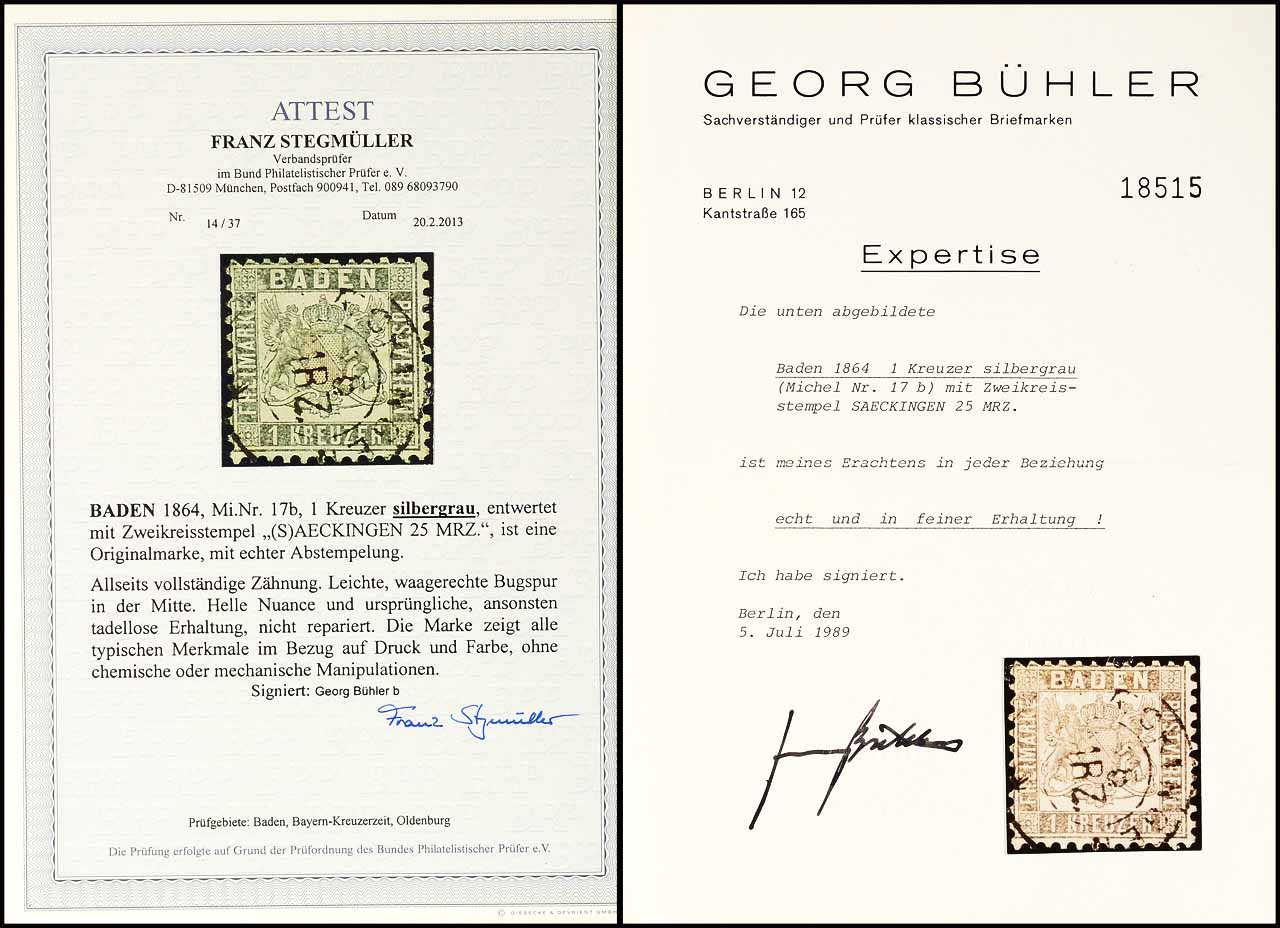 ATTEST
FRANZ STEGMÜLLER
Verbandsprüfer
im Bund Philatelistischer Prüfer e. V.
D-81509 München, Postfach 900941, Tel. 089 68093790
Nr. 14 / 37 Datum 20.2.2013
BADEN
FREIMARKE
POSTVEREIN
1 KREUZER
BADEN 1864, Mi.Nr. 17b, 1 Kreuzer silbergrau, entwertet
mit Zweikreisstempel „(S)AECKINGEN 25 MRZ.“, ist eine
Originalmarke, mit echter Abstempelung.
Allseits vollständige Zähnung. Leichte, waagerechte Bugspur
in der Mitte. Helle Nuance und ursprüngliche, ansonsten
tadellose Erhaltung, nicht repariert. Die Marke zeigt alle
typischen Merkmale im Bezug auf Druck und Farbe, ohne
chemische oder mechanische Manipulationen.
Signiert: Georg Bühler b
Franz Stegmüller
Prüfgebiete: Baden, Bayern-Kreuzerzeit, Oldenburg
Die Prüfung erfolgte auf Grund der Prüfordnung des Bundes Philatelistischer Prüfer e.V.
© GIESECKE & DEVRIENT GMBH
GEORG BÜHLER
Sachverständiger und Prüfer klassischer Briefmarken
BERLIN 12
Kantstraße 165
18515
Expertise
Die unten abgebildete
Baden 1864 1 Kreuzer silbergrau
(Michel Nr. 17 b) mit Zweikreis-
stempel SAECKINGEN 25 MRZ.
ist meines Erachtens in jeder Beziehung
echt und in feiner Erhaltung !
Ich habe signiert.
Berlin, den
5. Juli 1989
BADEN
FREIMARKE
1 KREUZER